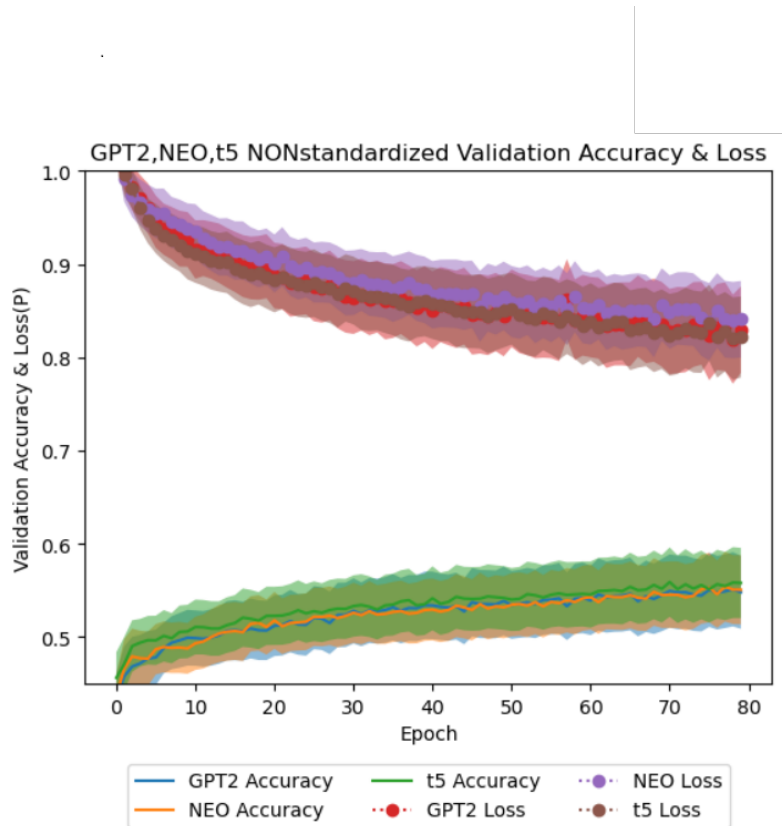 GPT2,NEO,t5 NONstandardized Validation Accuracy & Loss
1.0
0.9
0.8
0.7
0.6
0.5
Validation Accuracy & Loss(P)
0 10 20 30 40 50 60 70 80
Epoch
GPT2 Accuracy t5 Accuracy NEO Loss
NEO Accuracy GPT2 Loss t5 Loss